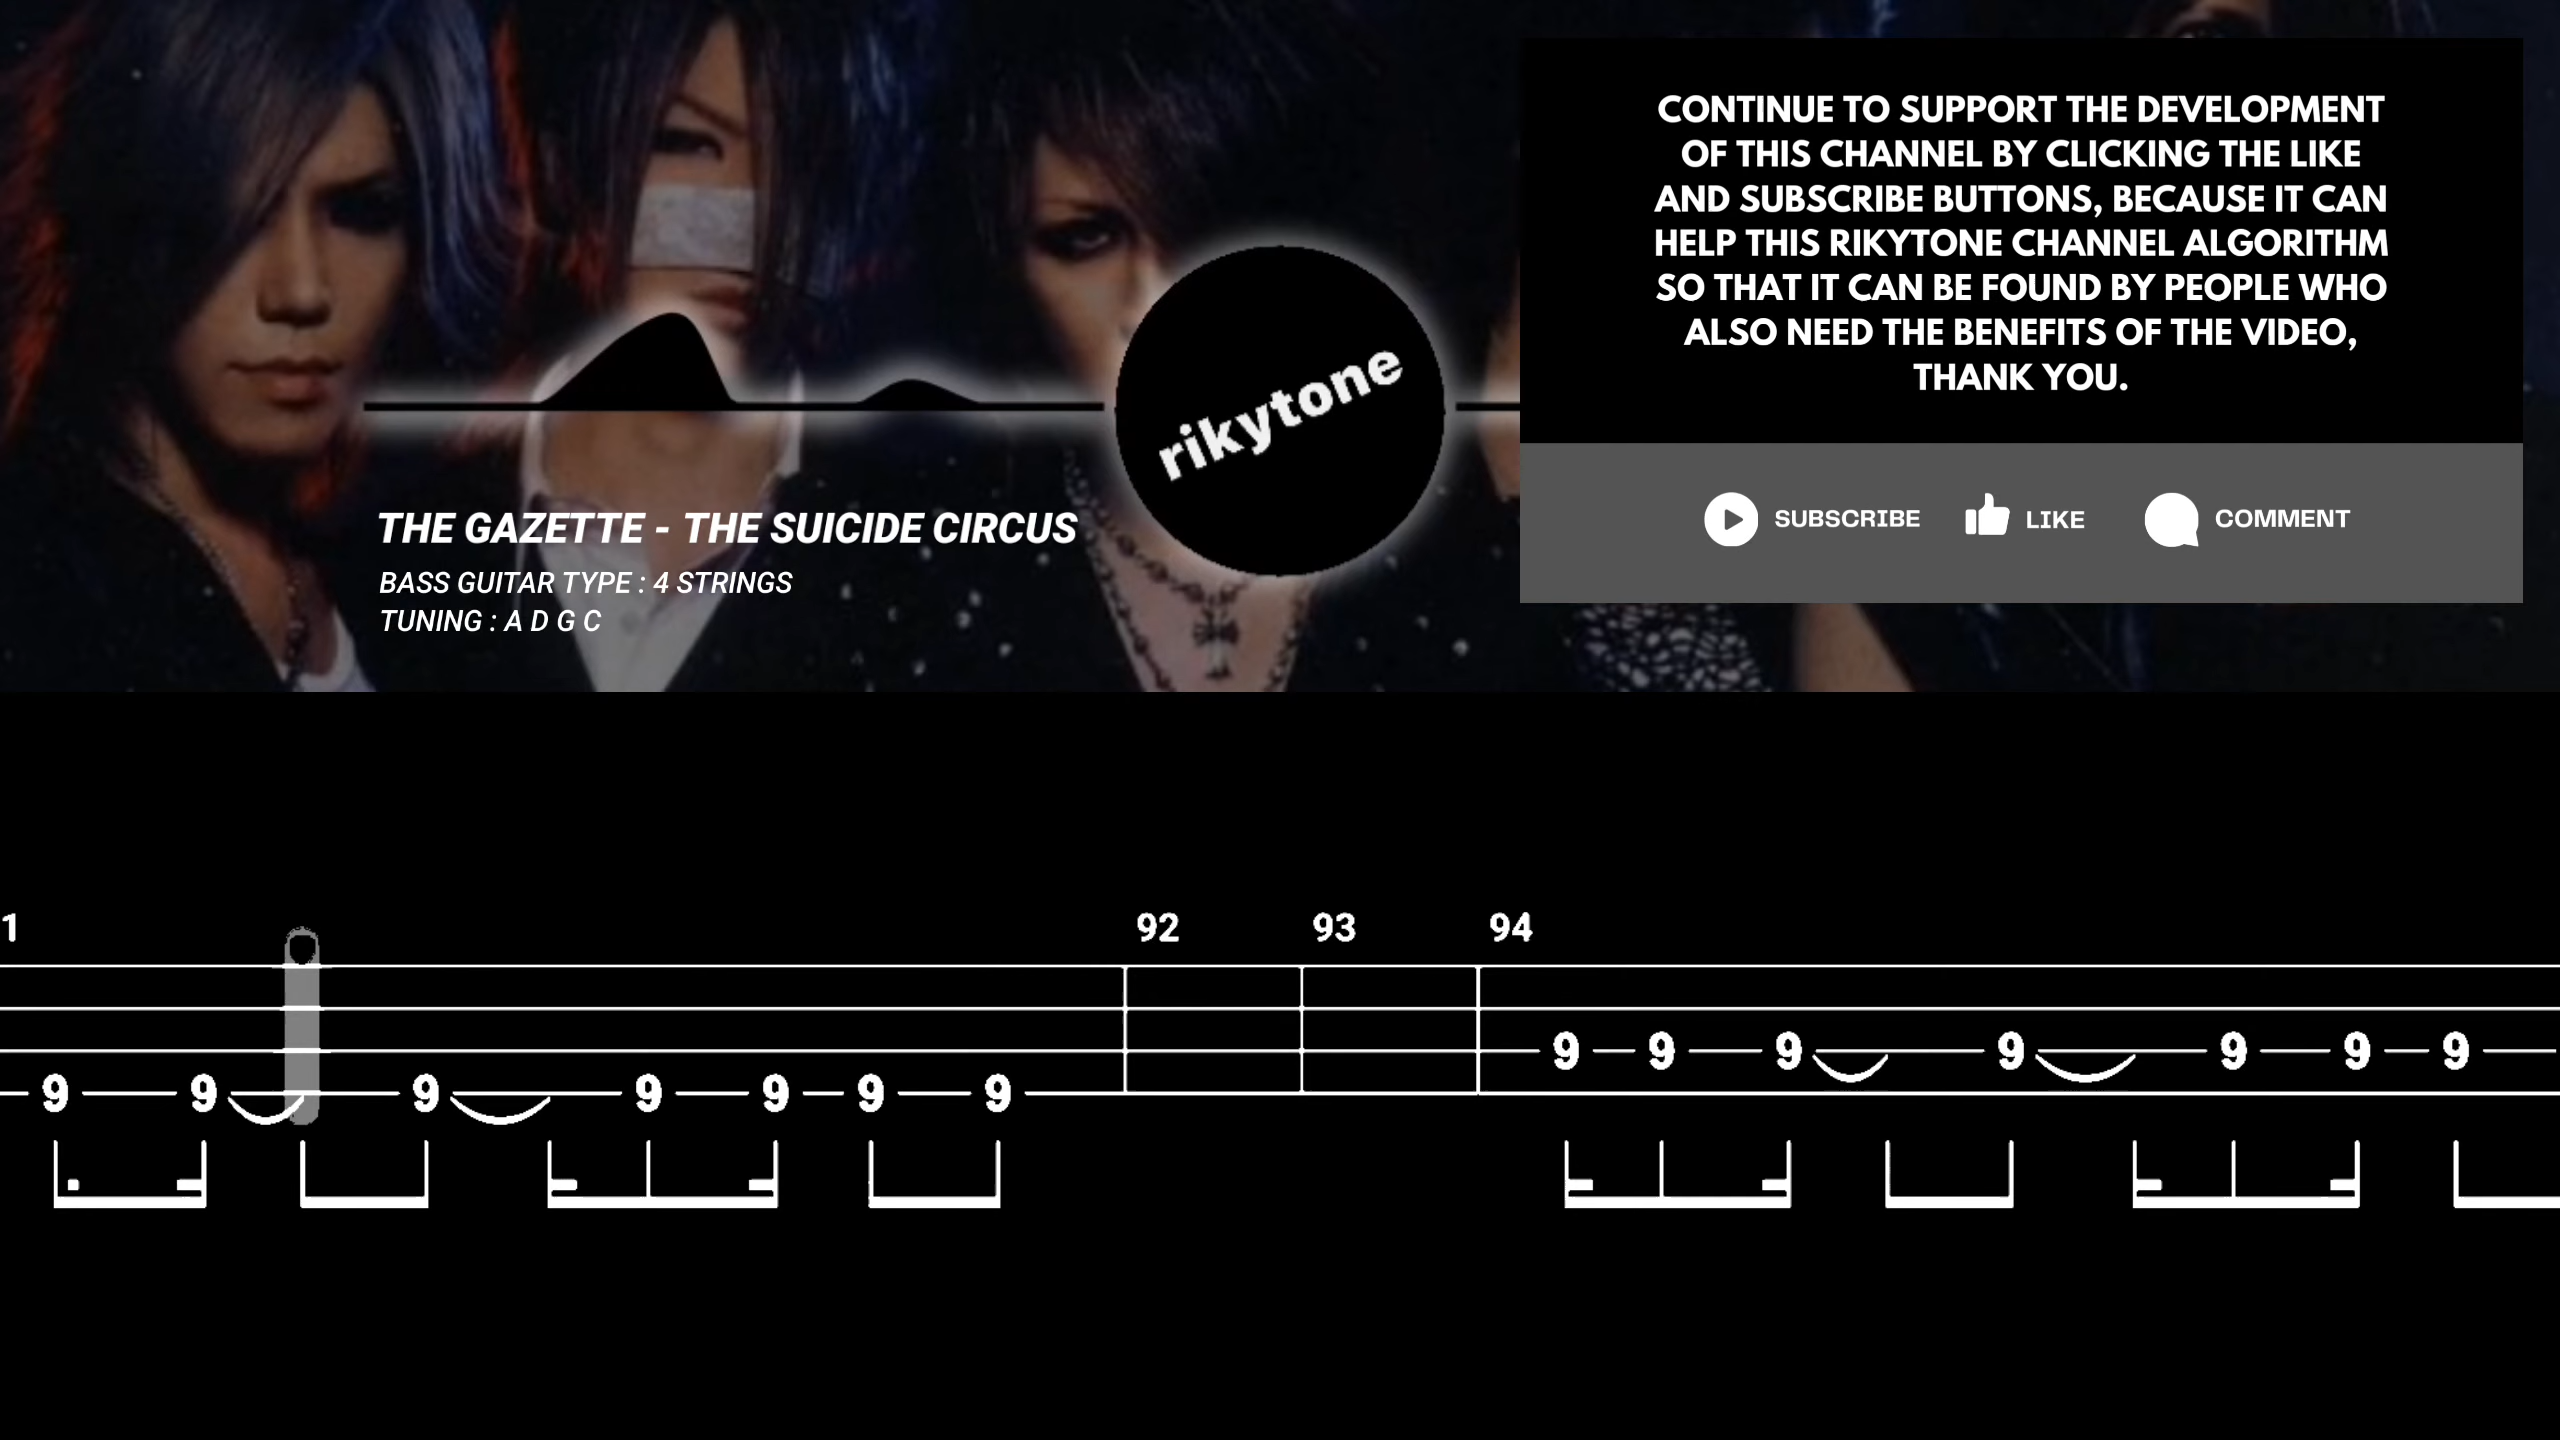 CONTINUE TO SUPPORT THE DEVELOPMENT
OF THIS CHANNEL BY CLICKING THE LIKE
AND SUBSCRIBE BUTTONS, BECAUSE IT CAN
HELP THIS RIKYTONE CHANNEL ALGORITHM
SO THAT IT CAN BE FOUND BY PEOPLE WHO
ALSO NEED THE BENEFITS OF THE VIDEO,
THANK YOU.
SUBSCRIBE LIKE COMMENT
rikytone
THE GAZETTE - THE SUICIDE CIRCUS
BASS GUITAR TYPE : 4 STRINGS
TUNING : A D G C
1 92 93 94
9 9 9 9 9 9 9
9 9 9 9 9 9 9